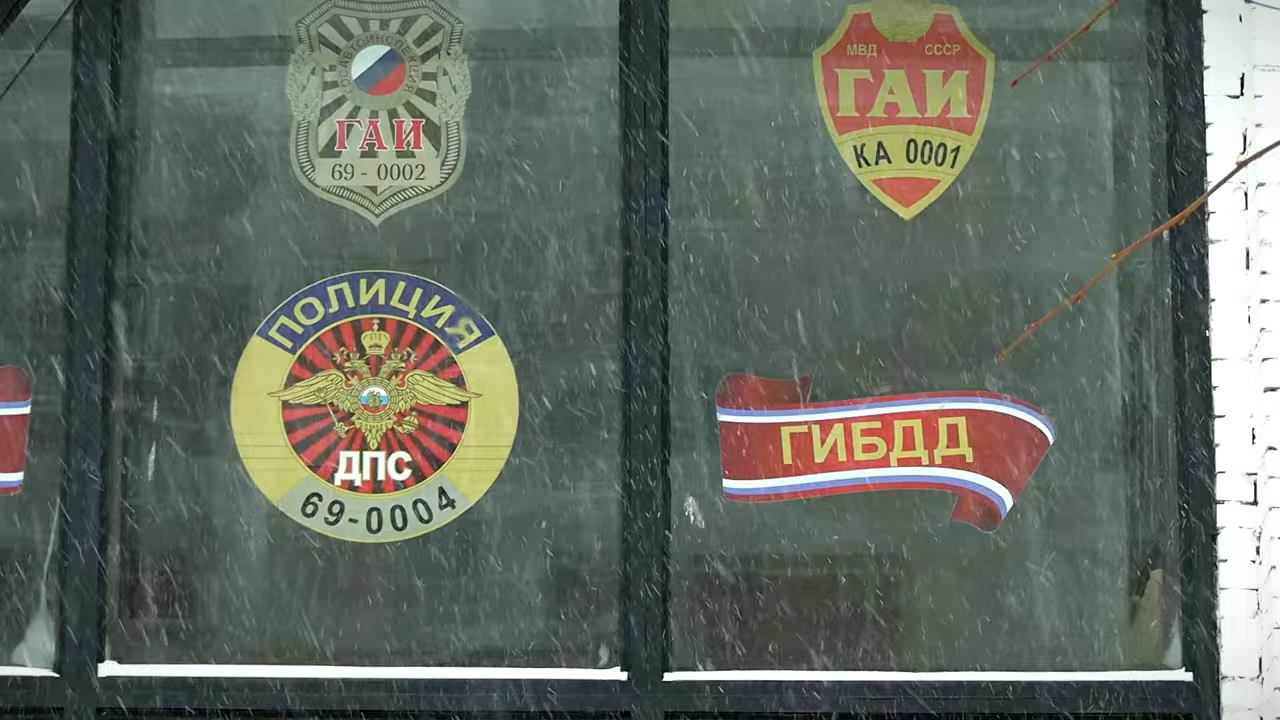 ГАИ
69 - 0002
МВД СССР
ГАИ
КА 0001
ПОЛИЦИЯ
ДПС
69-0004
ГИБДД